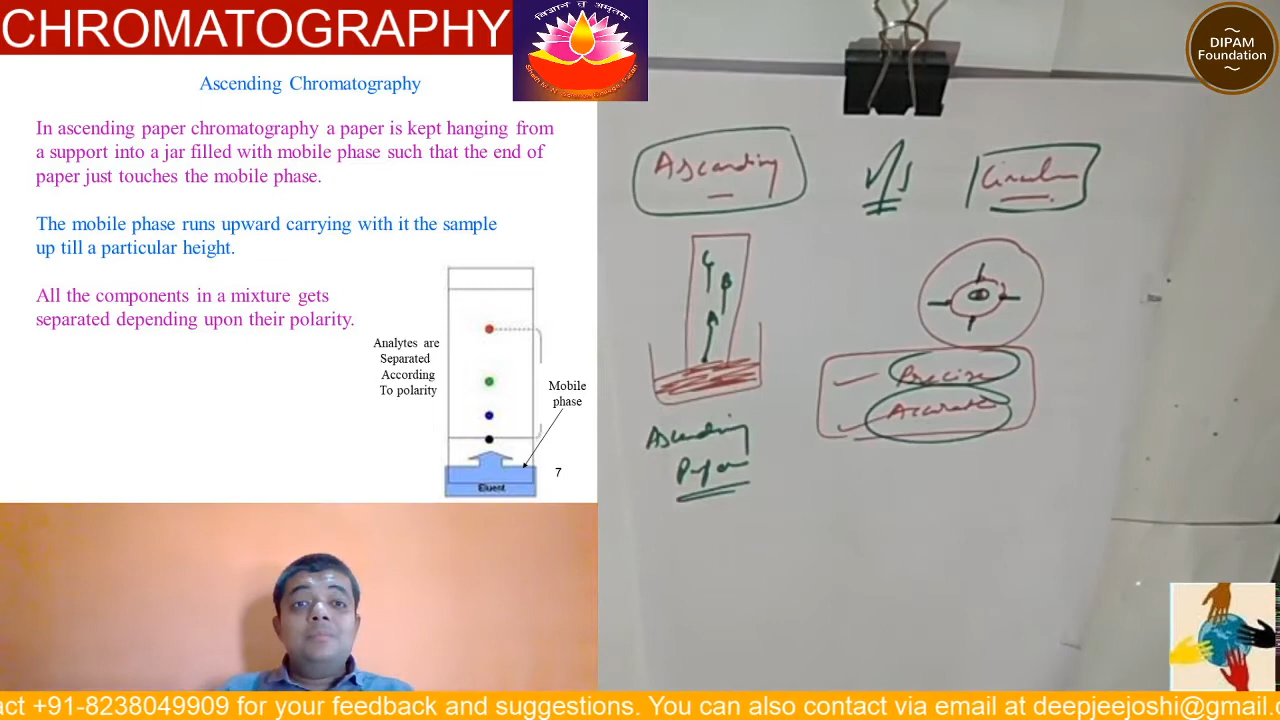 CHROMATOGRAPHY
विज्ञानं तु अमृतम्
DIPAM
Foundation
Ascending Chromatography
In ascending paper chromatography a paper is kept hanging from
a support into a jar filled with mobile phase such that the end of
paper just touches the mobile phase.
The mobile phase runs upward carrying with it the sample
up till a particular height.
All the components in a mixture gets
separated depending upon their polarity.
Analytes are
Separated
According
To polarity
Mobile
phase
7
Eluent
Ascending
V/S
Circular
Precise
Accurate
Ascending
Paper
act +91-8238049909 for your feedback and suggestions. You can also contact via email at deepjeejoshi@gmail.c